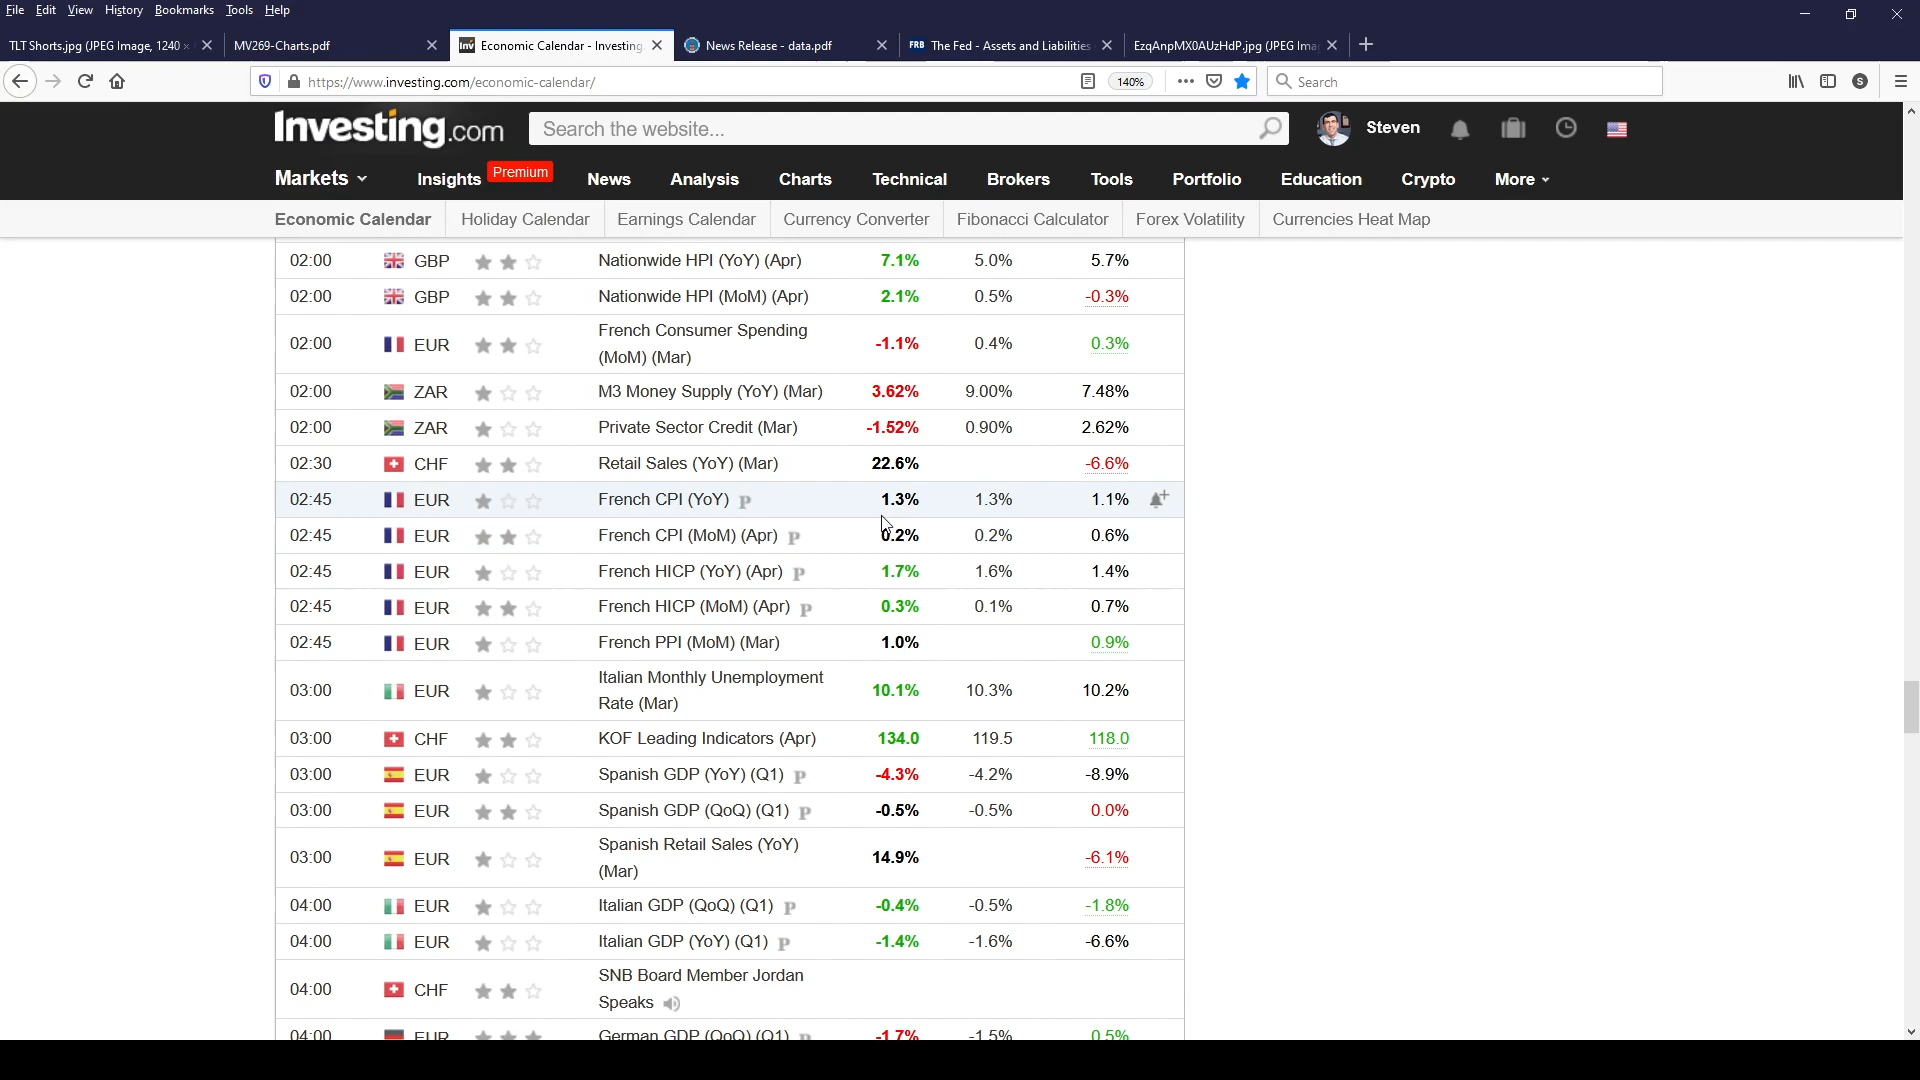 File Edit View History Bookmarks Tools Help
TLT Shorts.jpg (JPEG Image, 1240 × MV269-Charts.pdf Economic Calendar - Investing. News Release - data.pdf FRB The Fed - Assets and Liabilities EzqAnpMX0AUzHdP.jpg (JPEG Ima
https://www.investing.com/economic-calendar/ 140% Search
Investing.com Search the website... Steven
Markets Insights Premium News Analysis Charts Technical Brokers Tools Portfolio Education Crypto More
Economic Calendar Holiday Calendar Earnings Calendar Currency Converter Fibonacci Calculator Forex Volatility Currencies Heat Map
02:00 GBP Nationwide HPI (YoY) (Apr) 7.1% 5.0% 5.7%
02:00 GBP Nationwide HPI (MoM) (Apr) 2.1% 0.5% -0.3%
02:00 EUR French Consumer Spending
(MoM) (Mar) -1.1% 0.4% 0.3%
02:00 ZAR M3 Money Supply (YoY) (Mar) 3.62% 9.00% 7.48%
02:00 ZAR Private Sector Credit (Mar) -1.52% 0.90% 2.62%
02:30 CHF Retail Sales (YoY) (Mar) 22.6% -6.6%
02:45 EUR French CPI (YoY) P 1.3% 1.3% 1.1%
02:45 EUR French CPI (MoM) (Apr) P 0.2% 0.2% 0.6%
02:45 EUR French HICP (YoY) (Apr) P 1.7% 1.6% 1.4%
02:45 EUR French HICP (MoM) (Apr) P 0.3% 0.1% 0.7%
02:45 EUR French PPI (MoM) (Mar) 1.0% 0.9%
03:00 EUR Italian Monthly Unemployment
Rate (Mar) 10.1% 10.3% 10.2%
03:00 CHF KOF Leading Indicators (Apr) 134.0 119.5 118.0
03:00 EUR Spanish GDP (YoY) (Q1) P -4.3% -4.2% -8.9%
03:00 EUR Spanish GDP (QoQ) (Q1) P -0.5% -0.5% 0.0%
03:00 EUR Spanish Retail Sales (YoY)
(Mar) 14.9% -6.1%
04:00 EUR Italian GDP (QoQ) (Q1) P -0.4% -0.5% -1.8%
04:00 EUR Italian GDP (YoY) (Q1) P -1.4% -1.6% -6.6%
04:00 CHF SNB Board Member Jordan
Speaks
04:00 EUR German GDP (QoQ) (Q1) P -1.7% -1.5% 0.5%